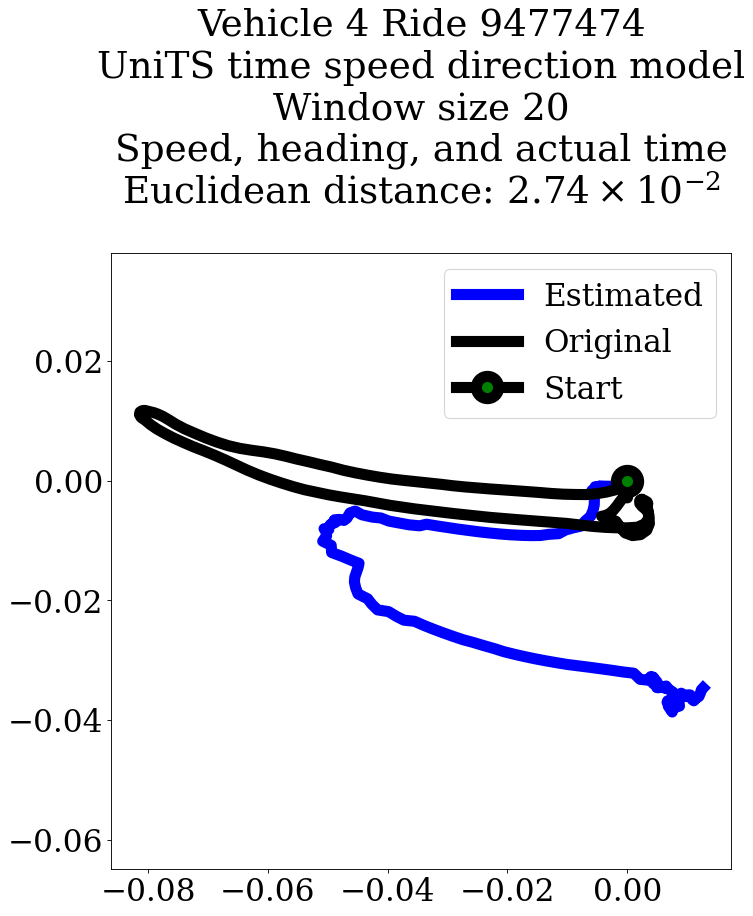 Vehicle 4 Ride 9477474
UniTS time speed direction model
Window size 20
Speed, heading, and actual time
Euclidean distance: 2.74 × 10⁻²
Estimated
Original
Start
0.02
0.00
−0.02
−0.04
−0.06
−0.08 −0.06 −0.04 −0.02 0.00